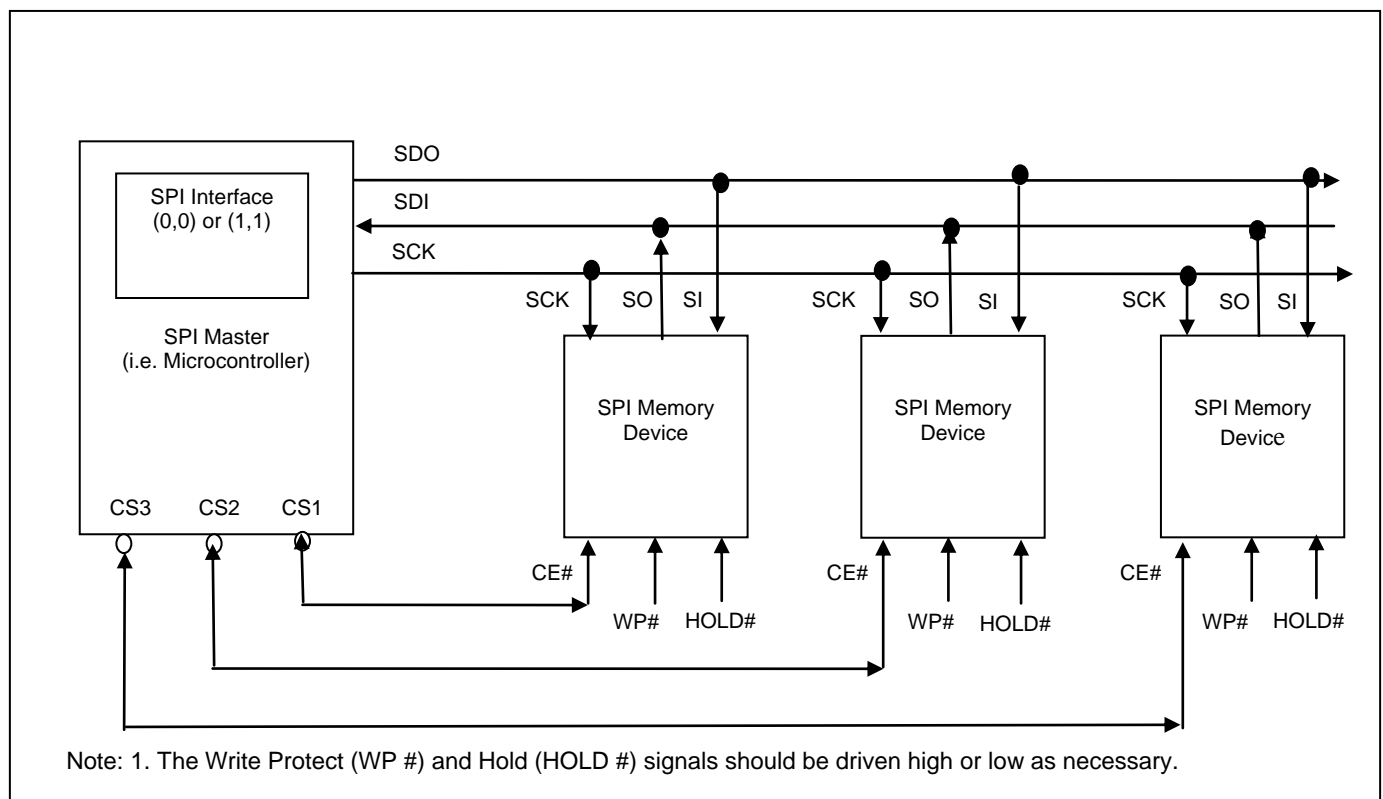 SDO
SPI Interface
(0,0) or (1,1)
SDI
SCK
SCK SO SI
SCK SO SI
SCK SO SI
SPI Master
(i.e. Microcontroller)
SPI Memory
Device
SPI Memory
Device
SPI Memory
Device
CS3 CS2 CS1
CE#
CE#
CE#
WP# HOLD#
WP# HOLD#
WP# HOLD#
Note: 1. The Write Protect (WP #) and Hold (HOLD #) signals should be driven high or low as necessary.